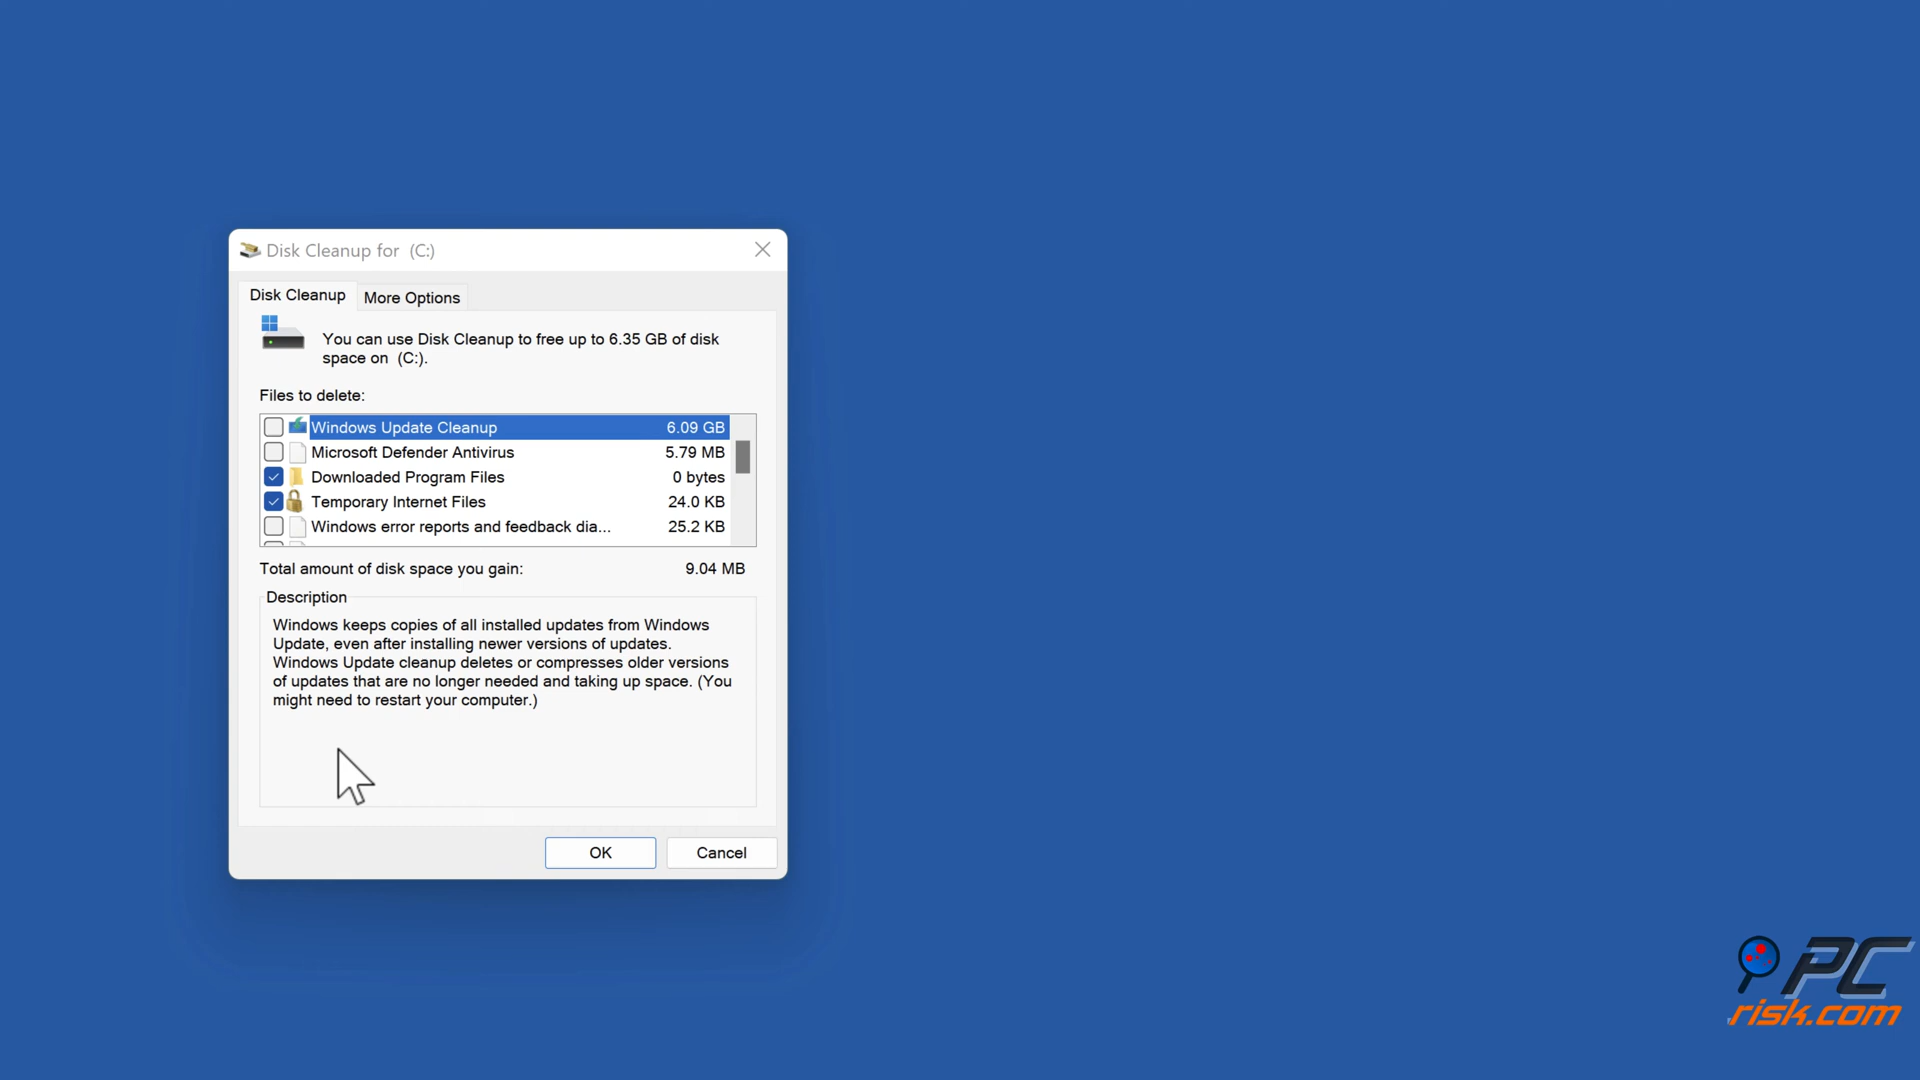 Disk Cleanup for (C:)
Disk Cleanup
More Options
You can use Disk Cleanup to free up to 6.35 GB of disk
space on (C:).
Files to delete:
Windows Update Cleanup 6.09 GB
Microsoft Defender Antivirus 5.79 MB
Downloaded Program Files 0 bytes
Temporary Internet Files 24.0 KB
Windows error reports and feedback dia... 25.2 KB
Total amount of disk space you gain: 9.04 MB
Description
Windows keeps copies of all installed updates from Windows
Update, even after installing newer versions of updates.
Windows Update cleanup deletes or compresses older versions
of updates that are no longer needed and taking up space. (You
might need to restart your computer.)
OK
Cancel
PC
risk.com